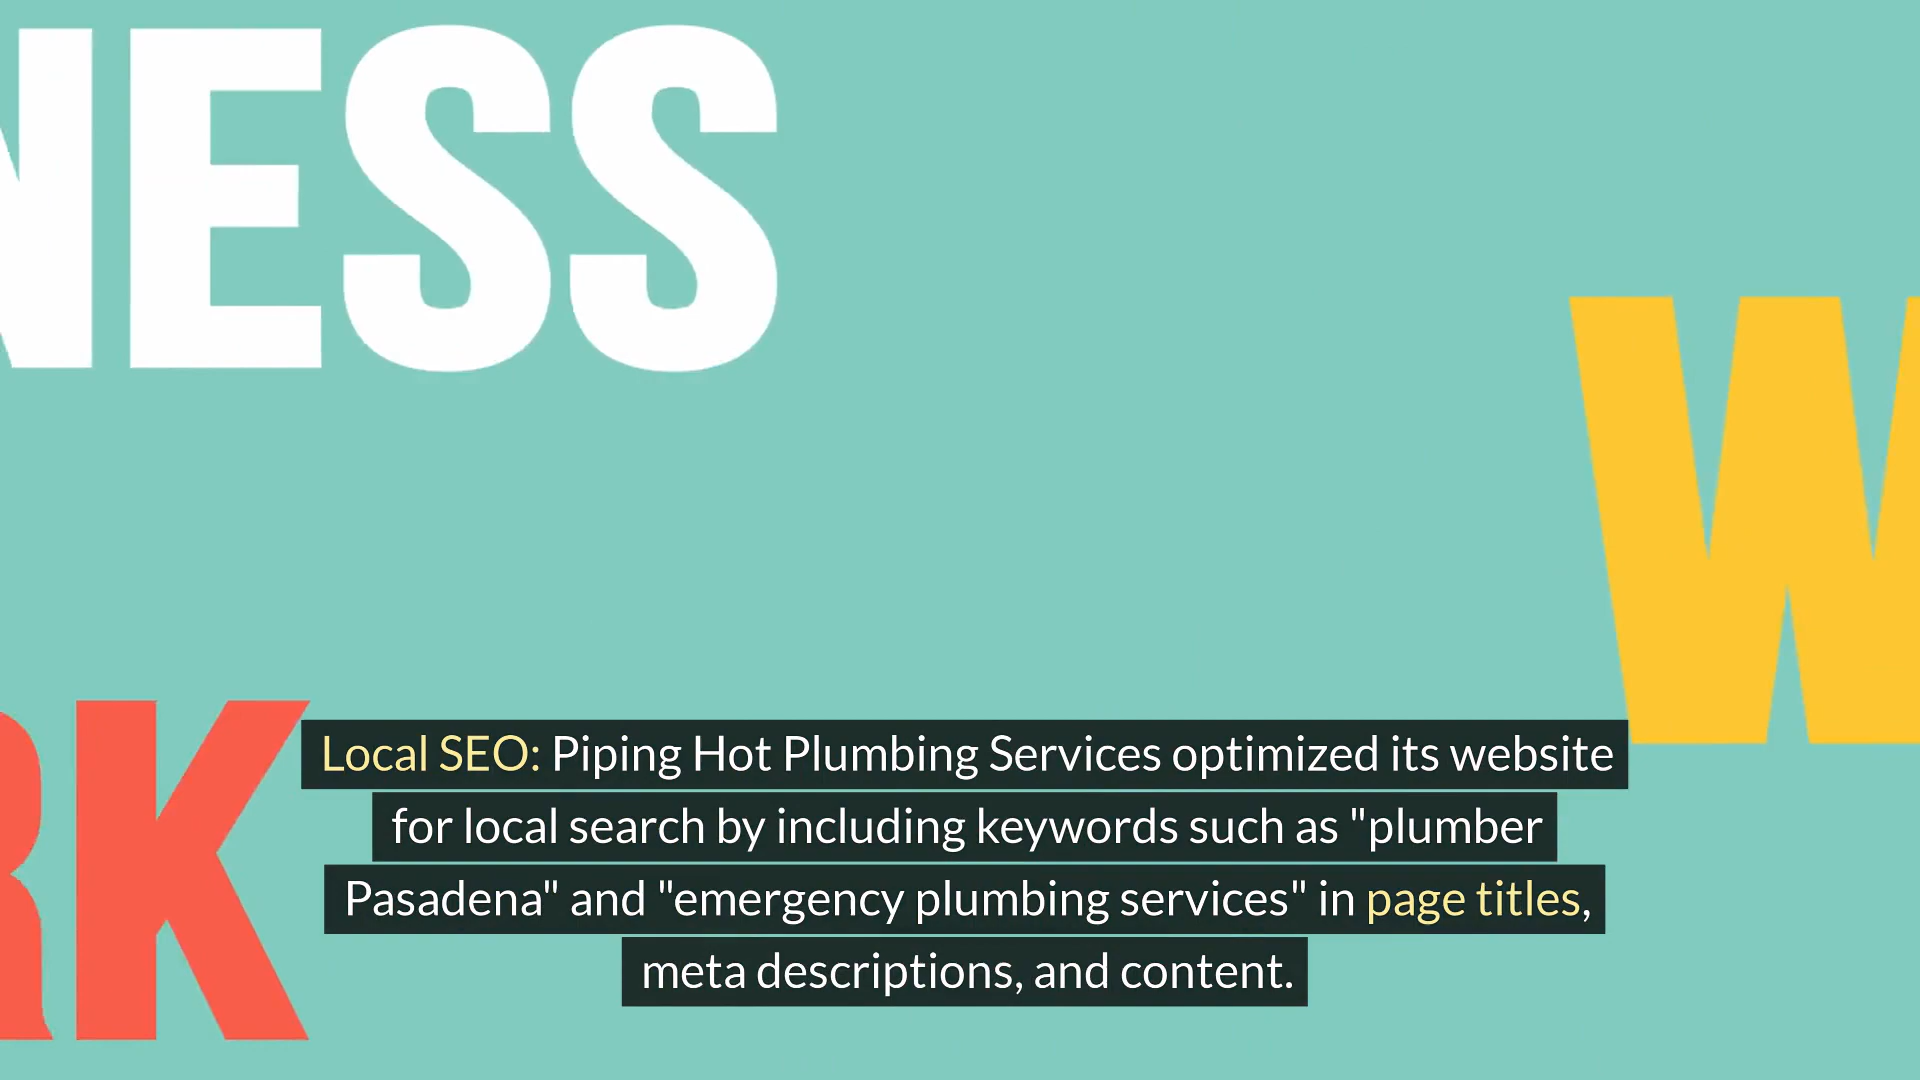 NESS
W
RK
Local SEO: Piping Hot Plumbing Services optimized its website
for local search by including keywords such as "plumber
Pasadena" and "emergency plumbing services" in page titles,
meta descriptions, and content.